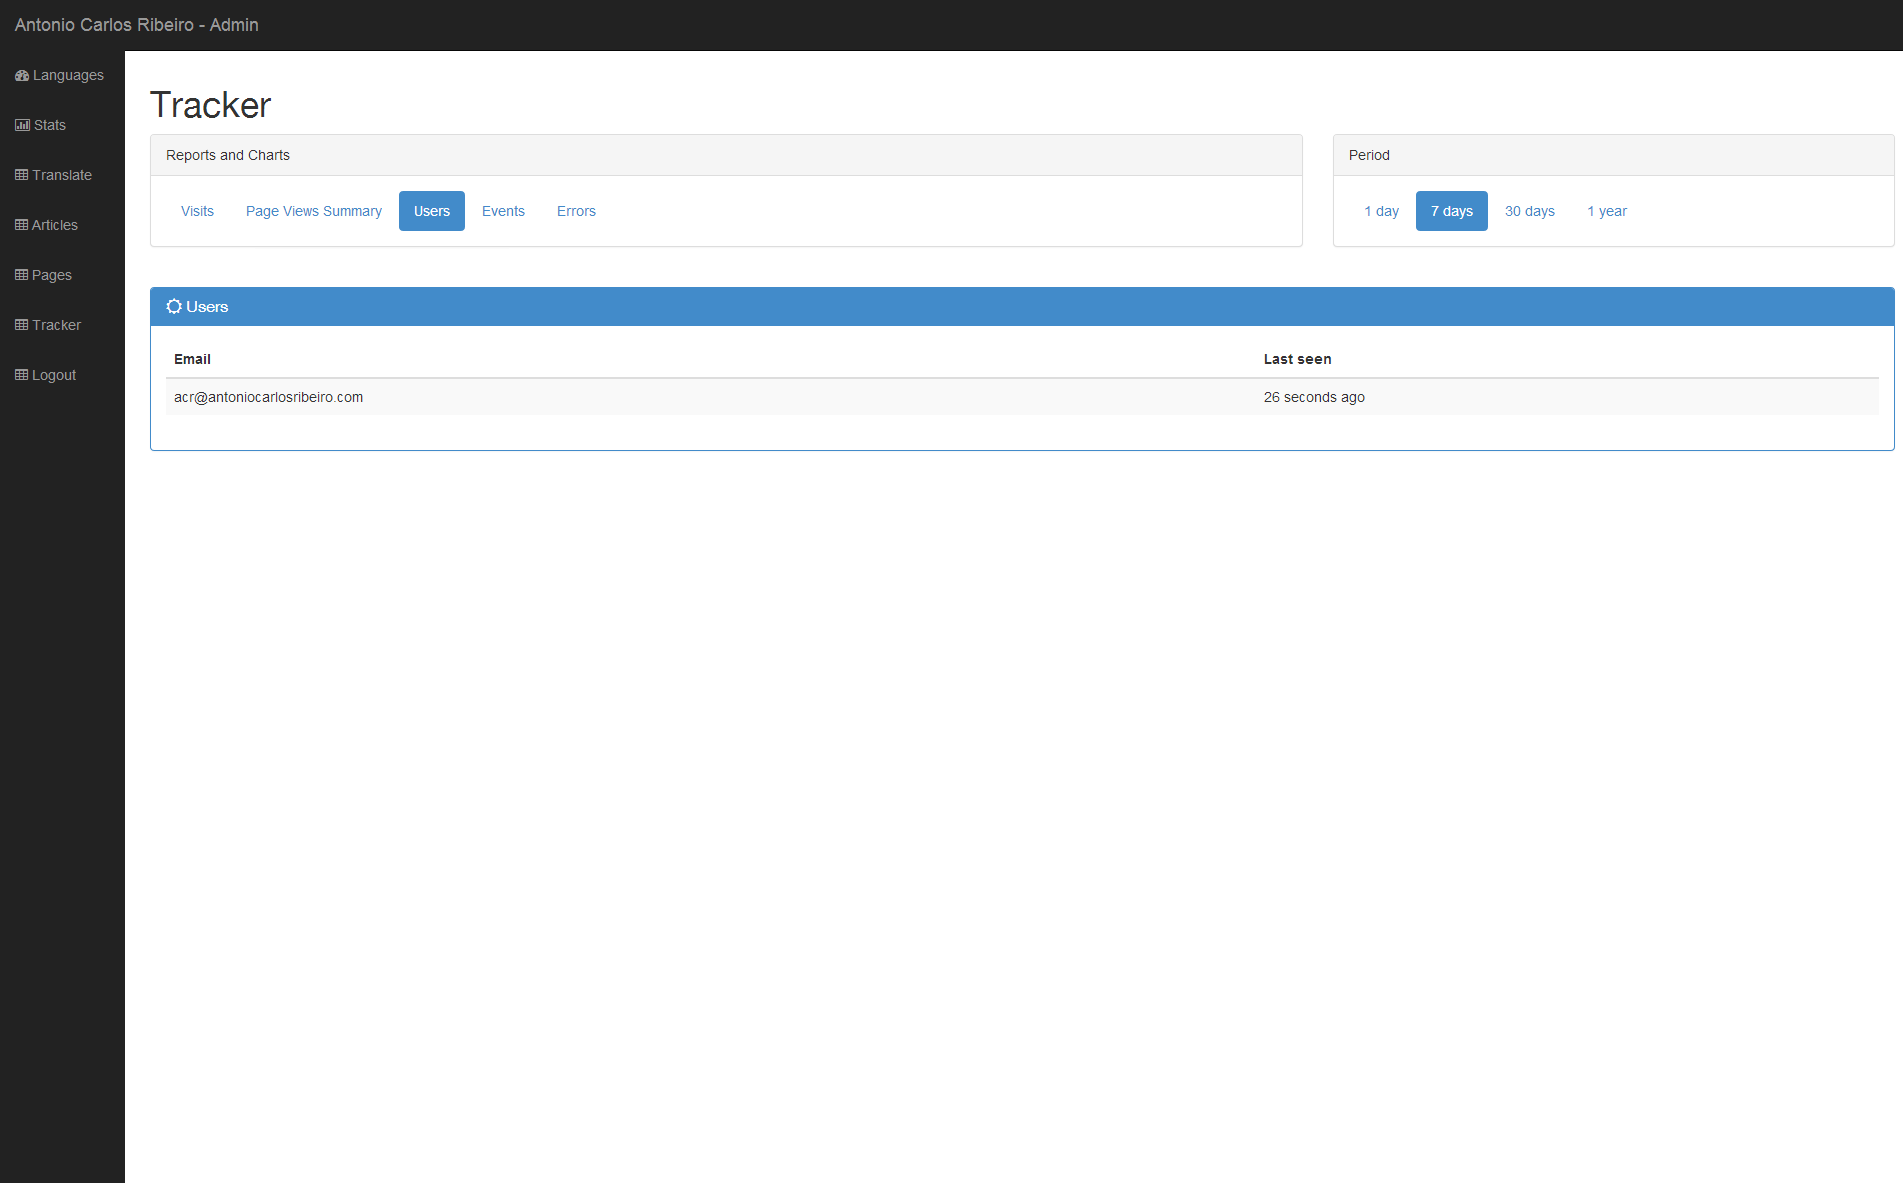 Antonio Carlos Ribeiro - Admin
Languages
Stats
Translate
Articles
Pages
Tracker
Logout
Tracker
Reports and Charts
Visits Page Views Summary Users Events Errors
Period
1 day 7 days 30 days 1 year
Users
Email Last seen
acr@antoniocarlosribeiro.com 26 seconds ago